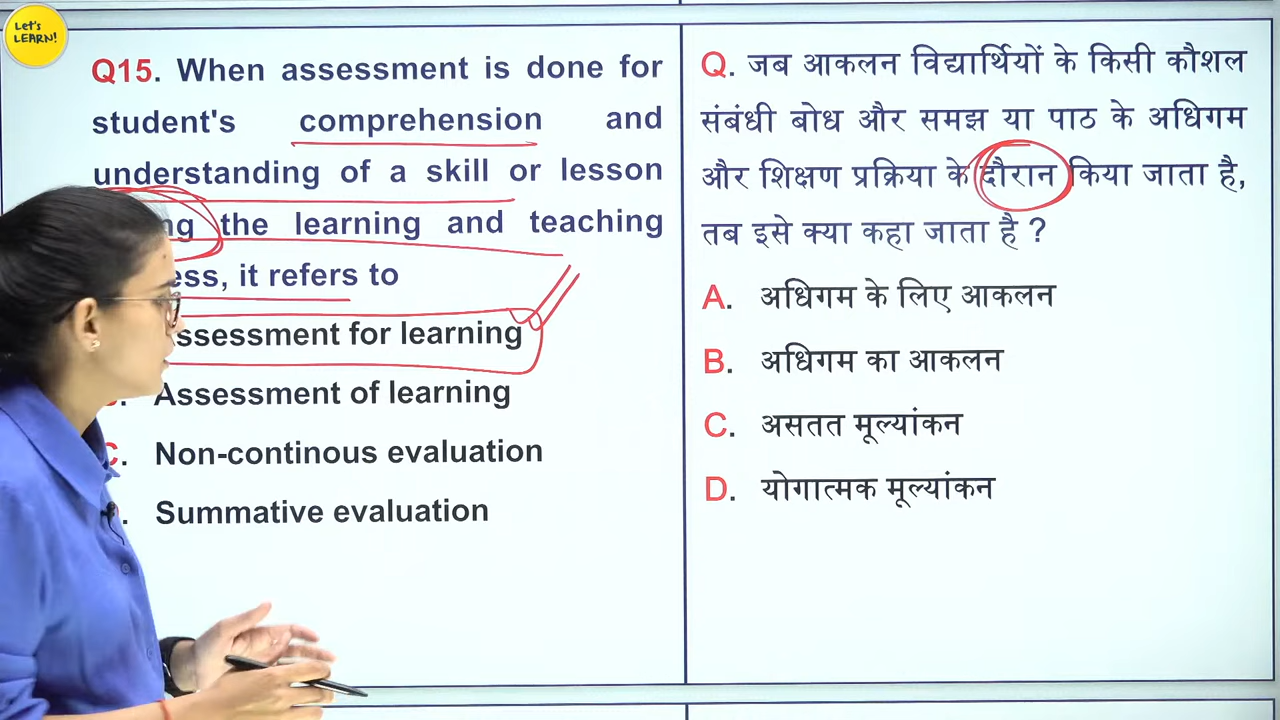 Let's
LEARN!
Q15. When assessment is done for
student's comprehension and
understanding of a skill or lesson
the learning and teaching
it refers to
Assessment for learning
Assessment of learning
C. Non-continous evaluation
Summative evaluation
Q. जब आकलन विद्यार्थियों के किसी कौशल
संबंधी बोध और समझ या पाठ के अधिगम
और शिक्षण प्रक्रिया के दौरान किया जाता है,
तब इसे क्या कहा जाता है ?
A. अधिगम के लिए आकलन
B. अधिगम का आकलन
C. असतत मूल्यांकन
D. योगात्मक मूल्यांकन